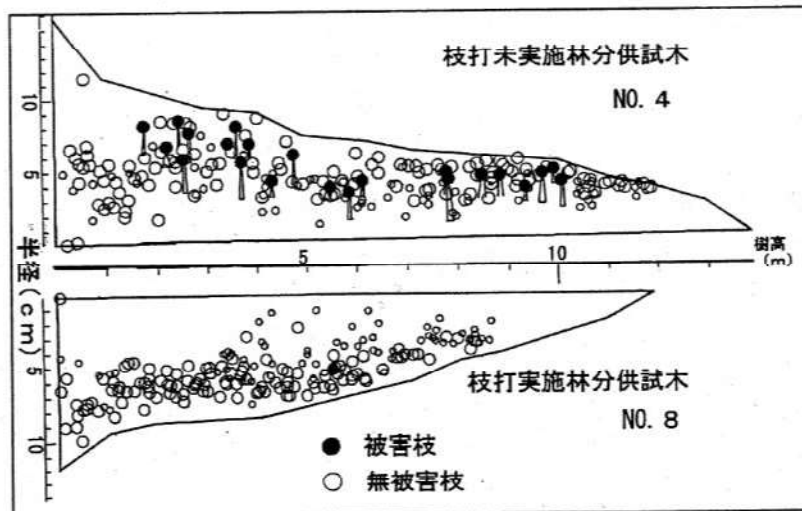 枝打未実施林分供試木
NO. 4
10
5
半径(cm)
5
10
樹高
(m)
5
10
枝打実施林分供試木
NO. 8
● 被害枝
○ 無被害枝